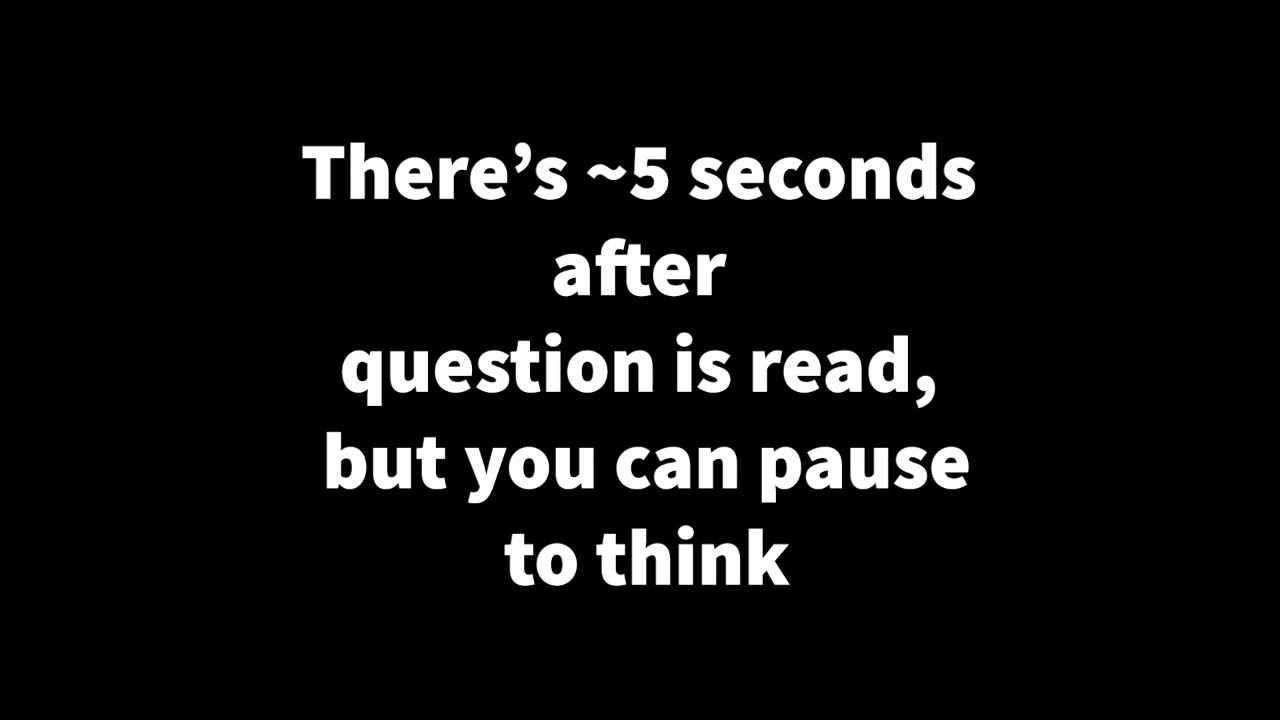 There’s ~5 seconds
after
question is read,
but you can pause
to think